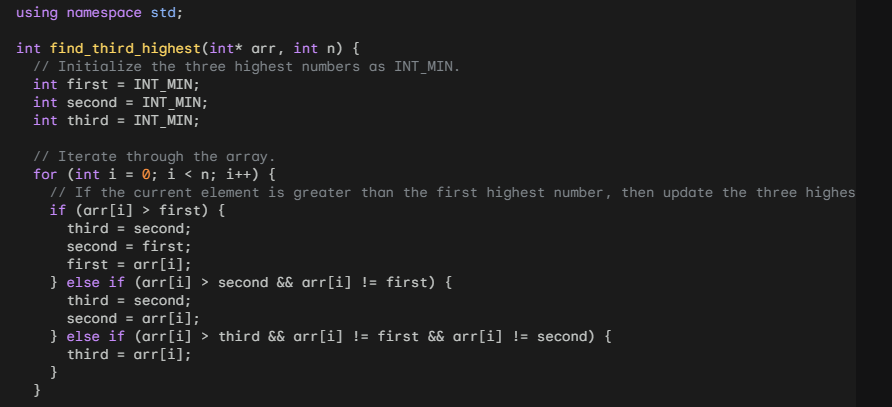 using namespace std;
int find_third_highest(int* arr, int n) {
// Initialize the three highest numbers as INT_MIN.
int first = INT_MIN;
int second = INT_MIN;
int third = INT_MIN;
// Iterate through the array.
for (int i = 0; i < n; i++) {
// If the current element is greater than the first highest number, then update the three highes
if (arr[i] > first) {
third = second;
second = first;
first = arr[i];
} else if (arr[i] > second && arr[i] != first) {
third = second;
second = arr[i];
} else if (arr[i] > third && arr[i] != first && arr[i] != second) {
third = arr[i];
}
}